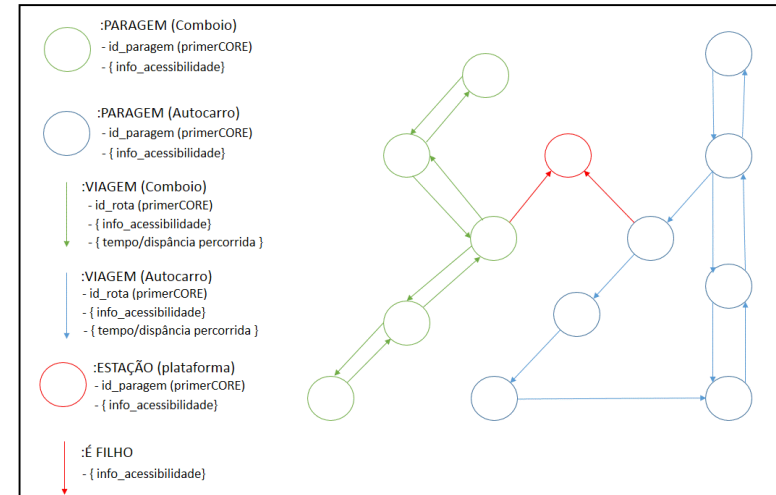 :PARAGEM (Comboio)
- id_paragem (primerCORE)
- { info_acessibilidade}
:PARAGEM (Autocarro)
- id_paragem (primerCORE)
- { info_acessibilidade}
:VIAGEM (Comboio)
- id_rota (primerCORE)
- { info_acessibilidade}
- { tempo/dispância percorrida }
:VIAGEM (Autocarro)
- id_rota (primerCORE)
- { info_acessibilidade}
- { tempo/dispância percorrida }
:ESTAÇÃO (plataforma)
- id_paragem (primerCORE)
- { info_acessibilidade}
:É FILHO
- { info_acessibilidade}